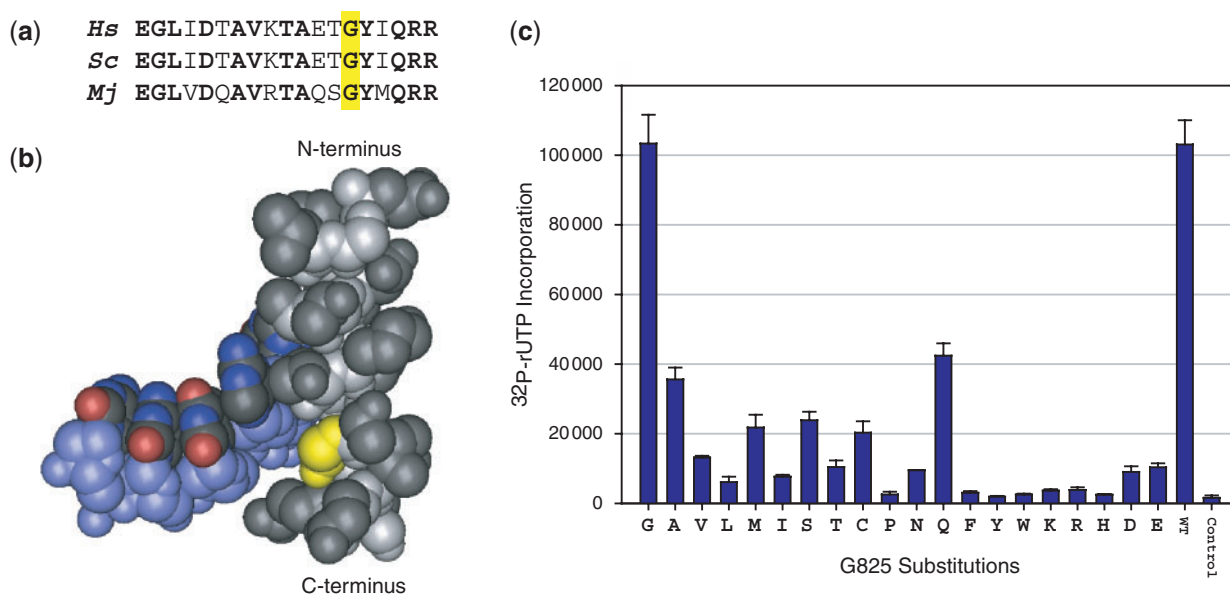 (a)
Hs EGLIDTAVKTAETGYIQRR
Sc EGLIDTAVKTAETGYIQRR
Mj EGLVDQAVRTAQSGYMQRR
(b)
N-terminus
C-terminus
(c)
120000
100000
80000
60000
40000
20000
0
32P-rUTP Incorporation
G A V L M I S T C P N Q F Y W K R H D E WT Control
G825 Substitutions